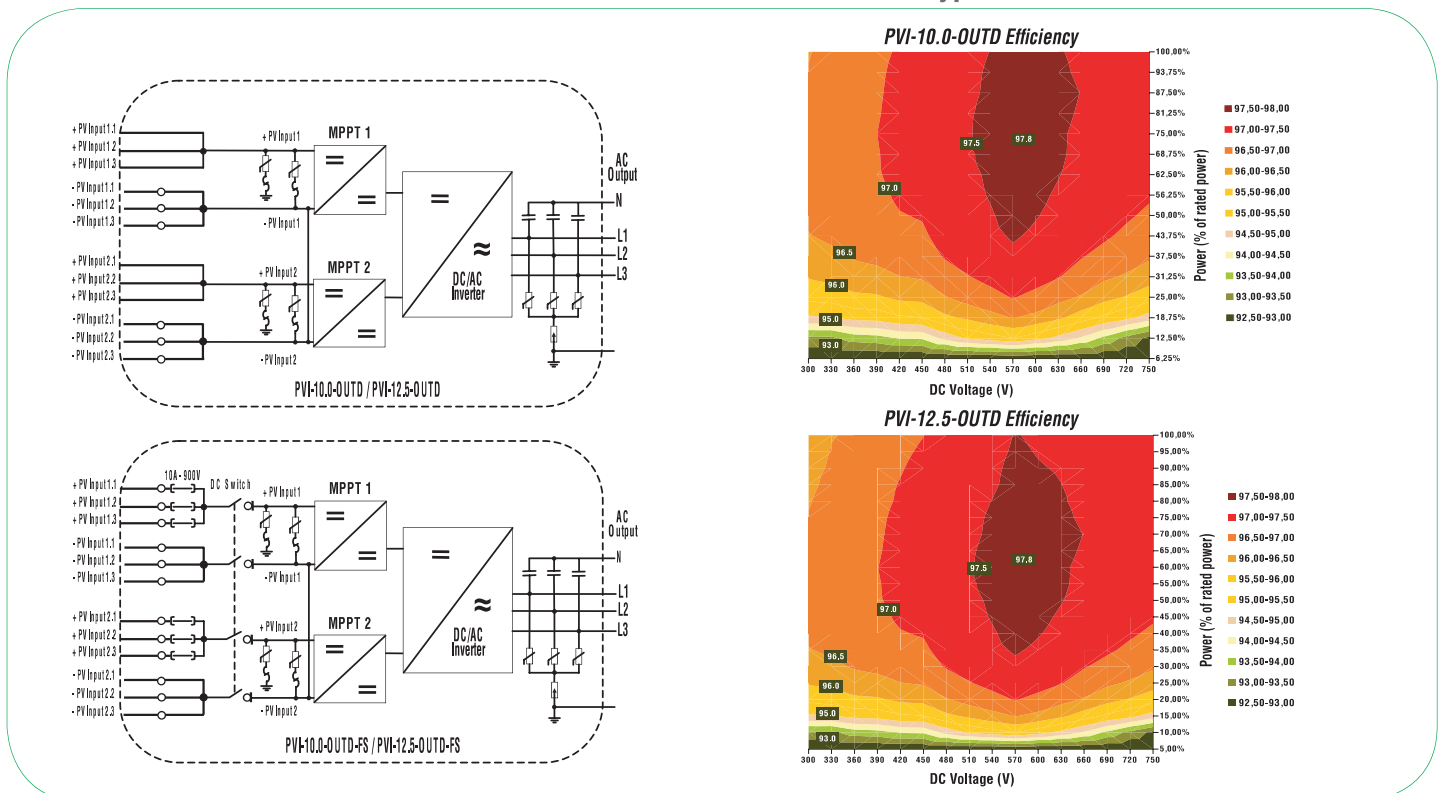 + PV Input 1.1
+ PV Input 1.2
+ PV Input 1.3
- PV Input 1.1
- PV Input 1.2
- PV Input 1.3
+ PV Input 2.1
+ PV Input 2.2
+ PV Input 2.3
- PV Input 2.1
- PV Input 2.2
- PV Input 2.3
+ PV Input 1
- PV Input 1
+ PV Input 2
- PV Input 2
MPPT 1
MPPT 2
DC/AC
Inverter
AC
Output
N
L1
L2
L3
PVI-10.0-OUTD / PVI-12.5-OUTD
PVI-10.0-OUTD Efficiency
97.5
97.8
97.0
96.5
96.0
95.0
93.0
100,00%
93,75%
87,50%
81,25%
75,00%
68,75%
62,50%
56,25%
50,00%
43,75%
37,50%
31,25%
25,00%
18,75%
12,50%
6,25%
Power (% of rated power)
300 330 390 420 450 480 510 540 570 600 630 660 690 720 750
DC Voltage (V)
97,50-98,00
97,00-97,50
96,50-97,00
96,00-96,50
95,50-96,00
95,00-95,50
94,50-95,00
94,00-94,50
93,50-94,00
93,00-93,50
92,50-93,00
10A - 900V
DC Switch
+ PV Input 1.1
+ PV Input 1.2
+ PV Input 1.3
- PV Input 1.1
- PV Input 1.2
- PV Input 1.3
+ PV Input 2.1
+ PV Input 2.2
+ PV Input 2.3
- PV Input 2.1
- PV Input 2.2
- PV Input 2.3
+ PV Input 1
- PV Input 1
+ PV Input 2
- PV Input 2
MPPT 1
MPPT 2
DC/AC
Inverter
AC
Output
N
L1
L2
L3
PVI-10.0-OUTD-FS / PVI-12.5-OUTD-FS
PVI-12.5-OUTD Efficiency
97.5
97.8
97.0
96,5
96.0
95.0
93.0
100,00%
95,00%
90,00%
85,00%
80,00%
75,00%
70,00%
65,00%
60,00%
55,00%
50,00%
45,00%
40,00%
35,00%
30,00%
25,00%
20,00%
15,00%
10,00%
5,00%
Power (% of rated power)
300 330 360 390 420 450 480 510 540 570 600 630 660 690 720 750
DC Voltage (V)
97,50-98,00
97,00-97,50
96,50-97,00
96,00-96,50
95,50-96,00
95,00-95,50
94,50-95,00
94,00-94,50
93,50-94,00
93,00-93,50
92,50-93,00